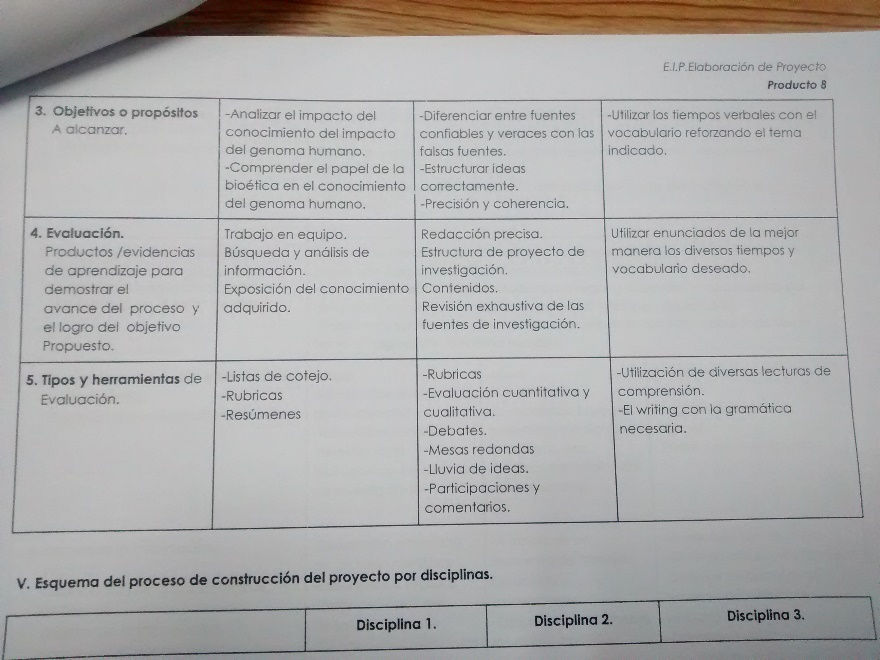 E.I.P.Elaboración de Proyecto
Producto 8
3. Objetivos o propósitos
A alcanzar.
-Analizar el impacto del
conocimiento del impacto
del genoma humano.
-Comprender el papel de la
bioética en el conocimiento
del genoma humano.
-Diferenciar entre fuentes
confiables y veraces con las
falsas fuentes.
-Estructurar ideas
correctamente.
-Precisión y coherencia.
-Utilizar los tiempos verbales con el
vocabulario reforzando el tema
indicado.
4. Evaluación.
Productos /evidencias
de aprendizaje para
demostrar el
avance del proceso y
el logro del objetivo
Propuesto.
Trabajo en equipo.
Búsqueda y análisis de
información.
Exposición del conocimiento
adquirido.
Redacción precisa.
Estructura de proyecto de
investigación.
Contenidos.
Revisión exhaustiva de las
fuentes de investigación.
Utilizar enunciados de la mejor
manera los diversos tiempos y
vocabulario deseado.
5. Tipos y herramientas de
Evaluación.
-Listas de cotejo.
-Rubricas
-Resúmenes
-Rubricas
-Evaluación cuantitativa y
cualitativa.
-Debates.
-Mesas redondas
-Lluvia de ideas.
-Participaciones y
comentarios.
-Utilización de diversas lecturas de
comprensión.
-El writing con la gramática
necesaria.
V. Esquema del proceso de construcción del proyecto por disciplinas.
Disciplina 1.
Disciplina 2.
Disciplina 3.